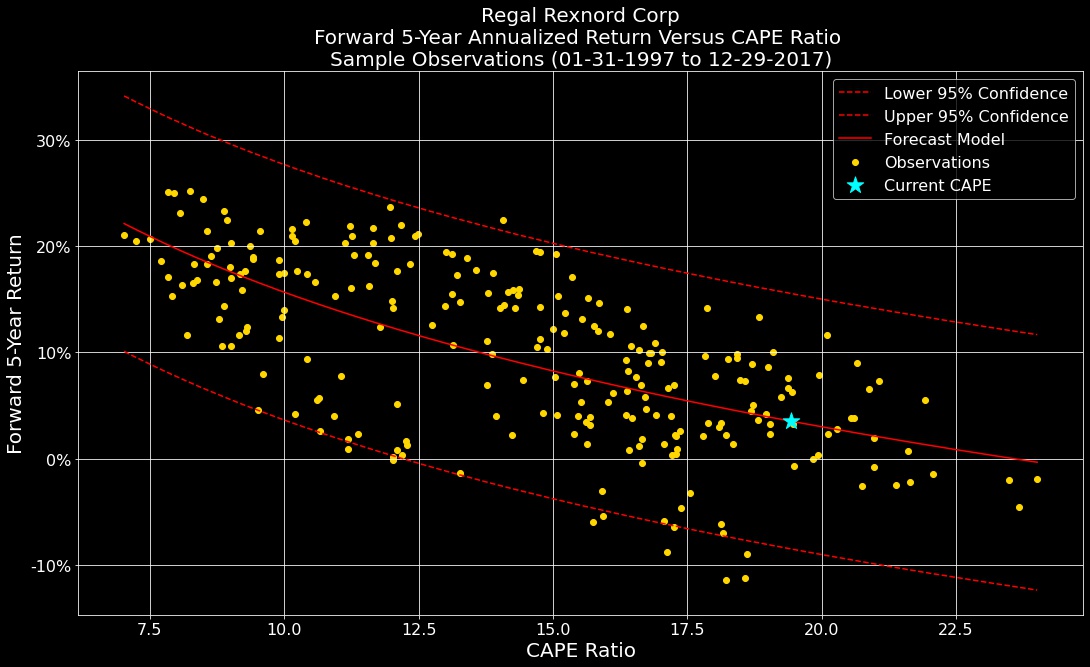 Regal Rexnord Corp
Forward 5-Year Annualized Return Versus CAPE Ratio
Sample Observations (01-31-1997 to 12-29-2017)
Lower 95% Confidence
Upper 95% Confidence
Forecast Model
Observations
Current CAPE
Forward 5-Year Return
30%
20%
10%
0%
-10%
7.5 10.0 12.5 15.0 17.5 20.0 22.5
CAPE Ratio